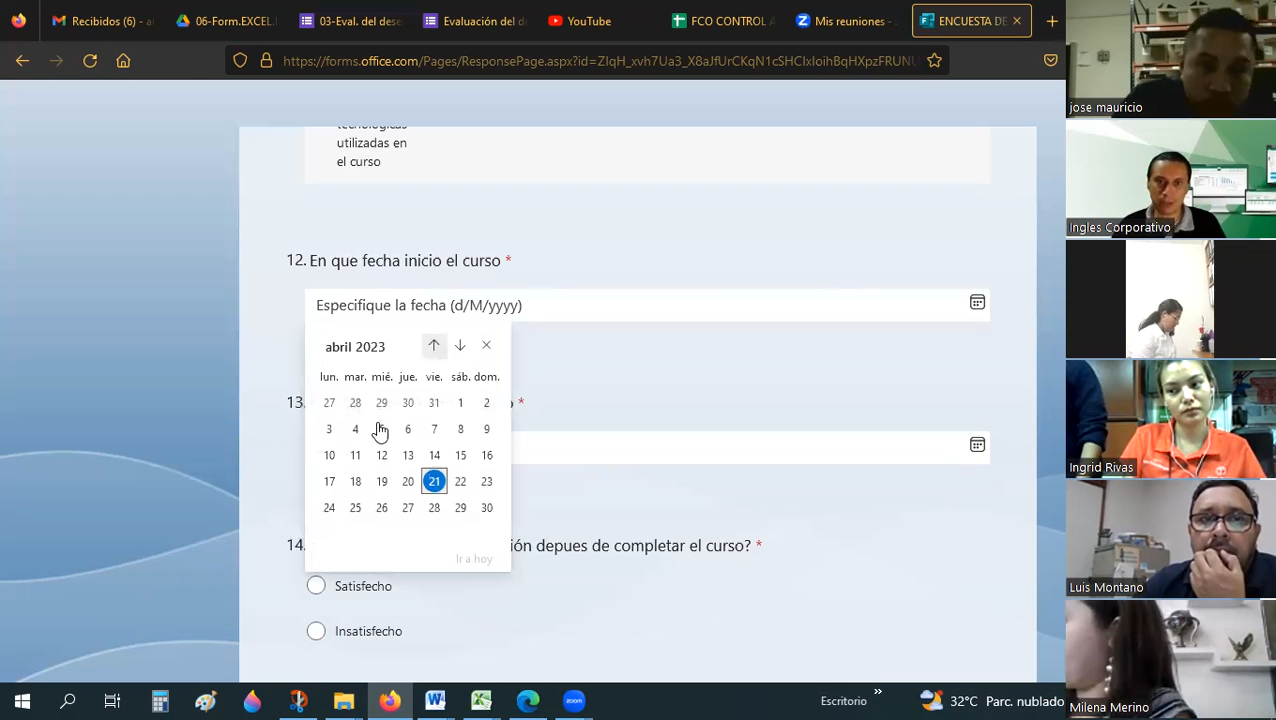 Recibidos (6) - a
06-Form.EXCEL.
03-Eval. del dese
Evaluación del d
YouTube
FCO CONTROL A
Mis reuniones -
ENCUESTA DE
https://forms.office.com/Pages/ResponsePage.aspx?id=ZIqH_xvh7Ua3_X8aJfUrCKqN1cSHCIxIoihBqHXpzFRUNU
tecnológicas
utilizadas en
el curso
12. En que fecha inicio el curso *
Especifique la fecha (d/M/yyyy)
abril 2023
lun. mar. mié. jue. vie. sáb. dom.
27 28 29 30 31 1 2
3 4 6 7 8 9
10 11 12 13 14 15 16
17 18 19 20 21 22 23
24 25 26 27 28 29 30
Ir a hoy
13. o *
14. ión depues de completar el curso? *
Satisfecho
Insatisfecho
jose mauricio
Ingles Corporativo
Ingrid Rivas
Luis Montano
Milena Merino
zoom
Escritorio
32°C Parc. nublado